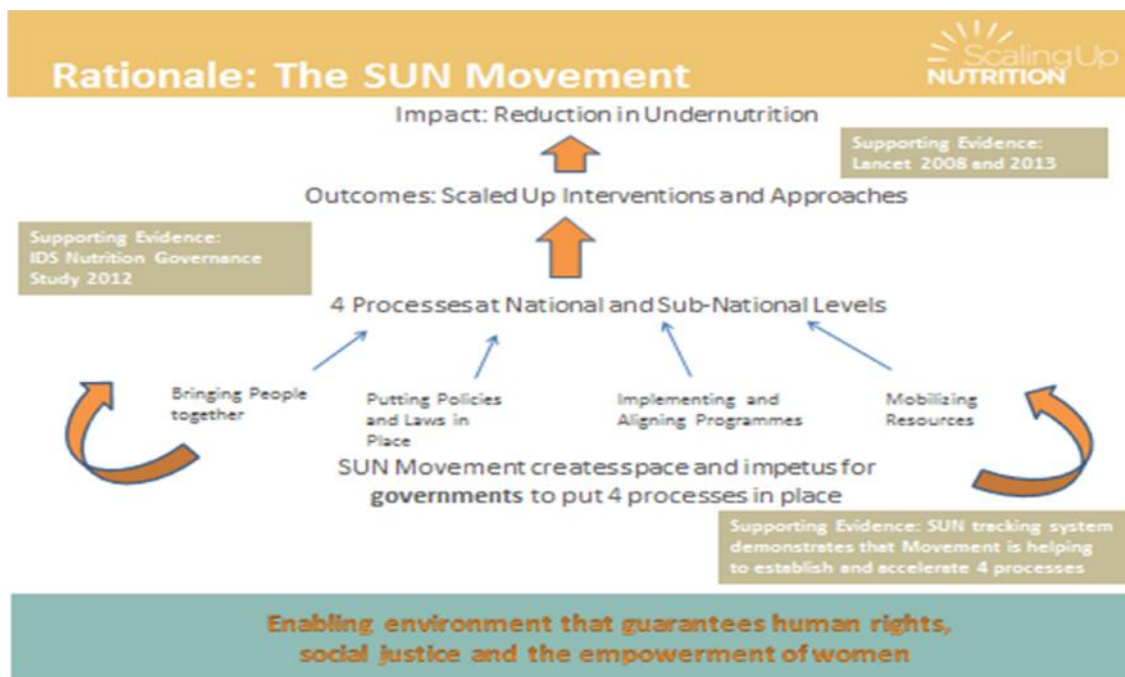 Rationale: The SUN Movement
Scaling Up
NUTRITION
Impact: Reduction in Undernutrition
Supporting Evidence:
Lancet 2008 and 2013
Outcomes: Scaled Up Interventions and Approaches
Supporting Evidence:
IDS Nutrition Governance
Study 2012
4 Processes at National and Sub-National Levels
Bringing People
together
Putting Policies
and Laws in
Place
Implementing and
Aligning Programmes
Mobilizing
Resources
SUN Movement creates space and impetus for
governments to put 4 processes in place
Supporting Evidence: SUN tracking system
demonstrates that Movement is helping
to establish and accelerate 4 processes
Enabling environment that guarantees human rights,
social justice and the empowerment of women